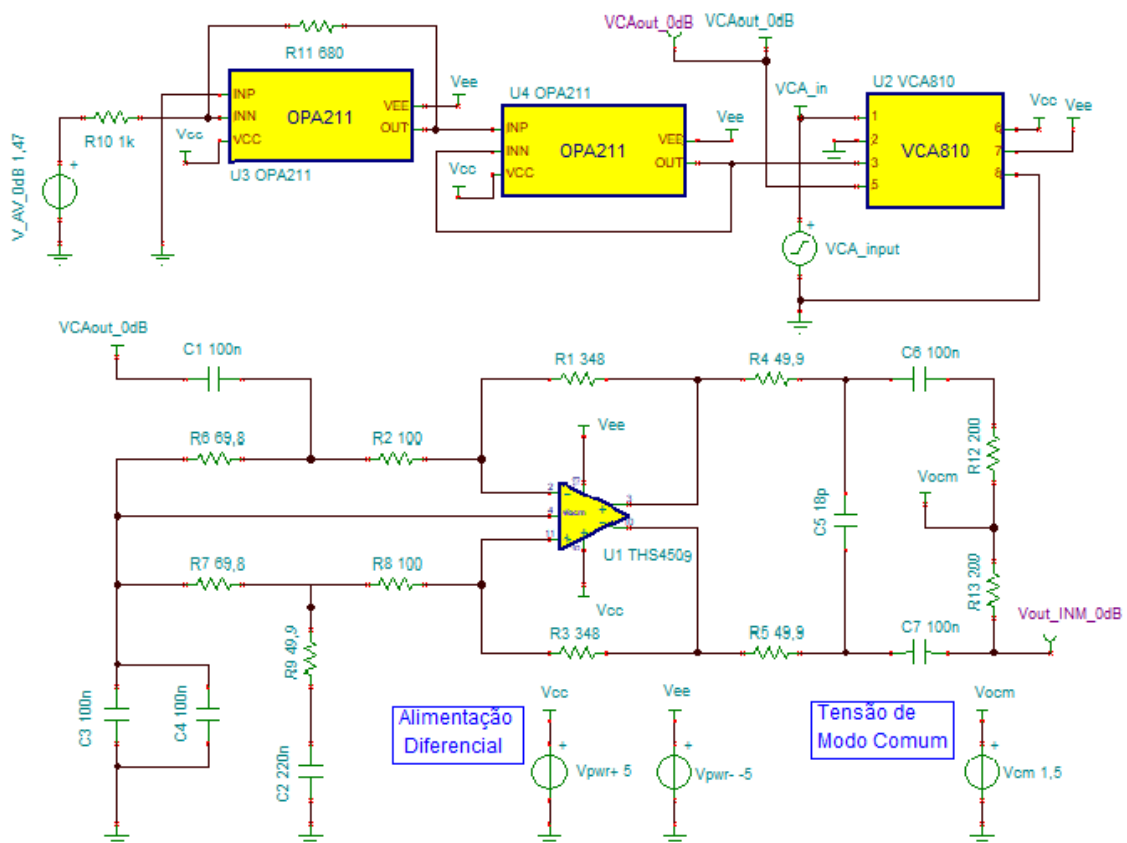 VCAout_0dB
VCAout_0dB
R11 680
Vee
U4 OPA211
VCA_in
U2 VCA810
Vcc
Vee
INP
INN
VCC
OPA211
VEE
OUT
R10 1k
Vcc
U3 OPA211
V_AV_0dB 1,47
+
INP
INN
VCC
OPA211
VEE
OUT
Vee
Vcc
1
2
3
5
VCA810
6
7
8
+
VCA_input
VCAout_0dB
C1 100n
R1 348
R4 49,9
C6 100n
R6 69,8
R2 100
Vee
R12 200
Vocm
2
4
11
Vocm
U1 THS4509
C5 18p
R7 69,8
R8 100
Vcc
R13 200
R9 49,9
R3 348
R5 49,9
C7 100n
Vout_INM_0dB
C3 100n
C4 100n
C2 220n
Alimentação
Diferencial
Vcc
+
Vpwr+ 5
Vee
+
Vpwr- -5
Tensão de
Modo Comum
Vocm
+
Vcm 1,5